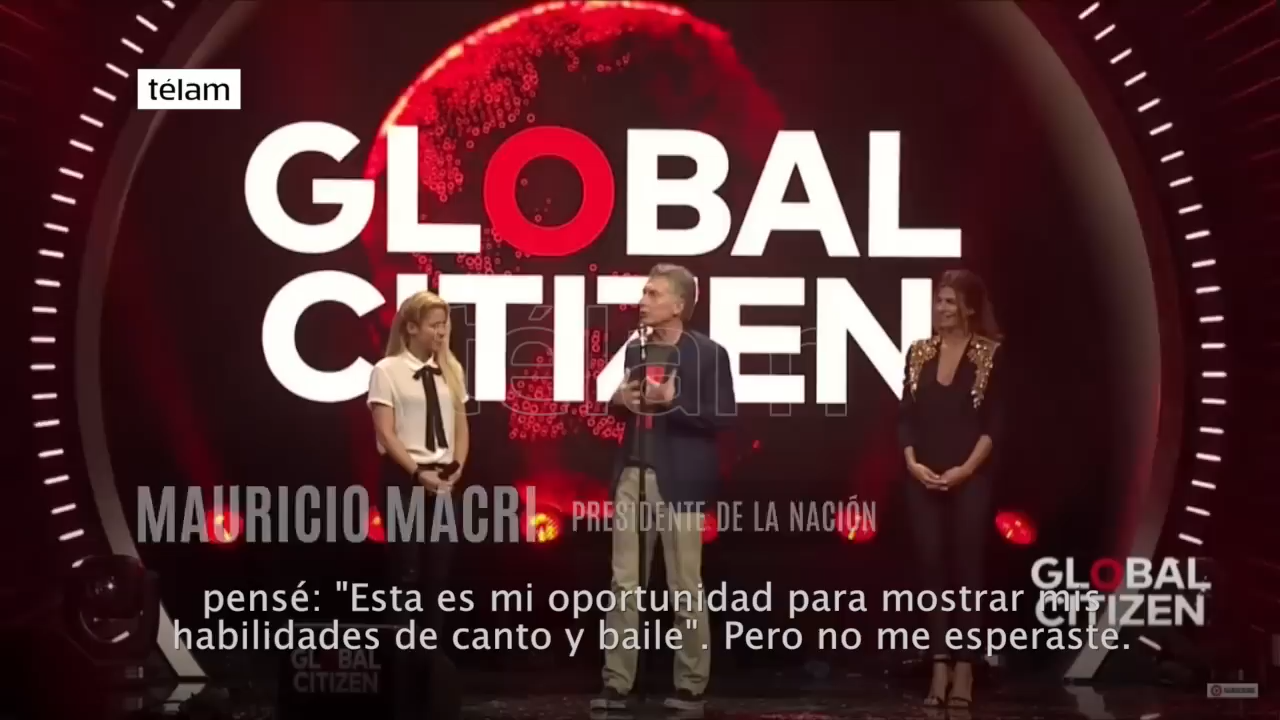 télam
GLOBAL
CITIZEN
télam
MAURICIO MACRI
PRESIDENTE DE LA NACIÓN
GLOBAL
CITIZEN
pensé: "Esta es mi oportunidad para mostrar mis
habilidades de canto y baile". Pero no me esperaste.
GLOBAL
CITIZEN